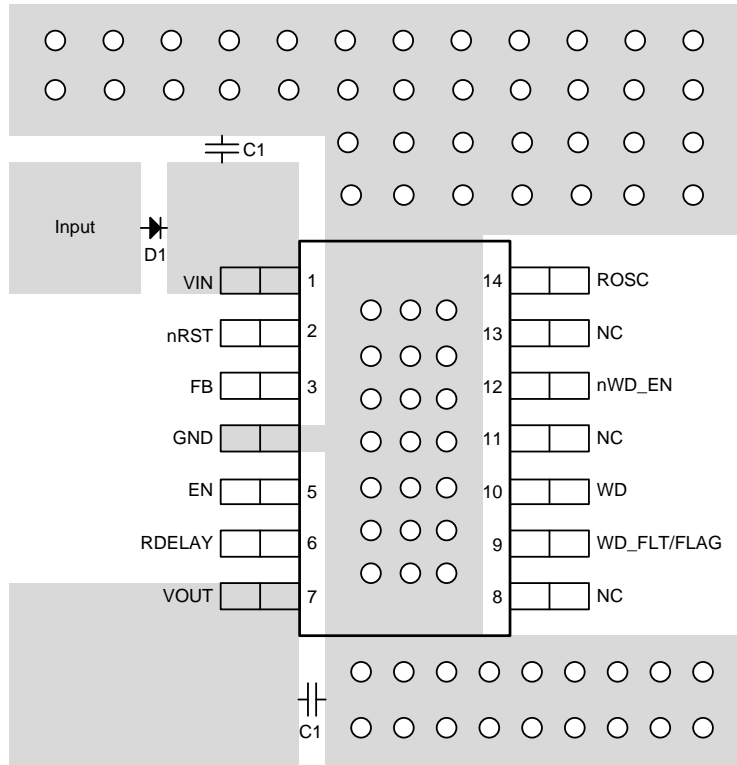 C1
Input
D1
VIN 1 14 ROSC
nRST 2 13 NC
FB 3 12 nWD_EN
GND 11 NC
EN 5 10 WD
RDELAY 6 9 WD_FLT/FLAG
VOUT 7 8 NC
C1